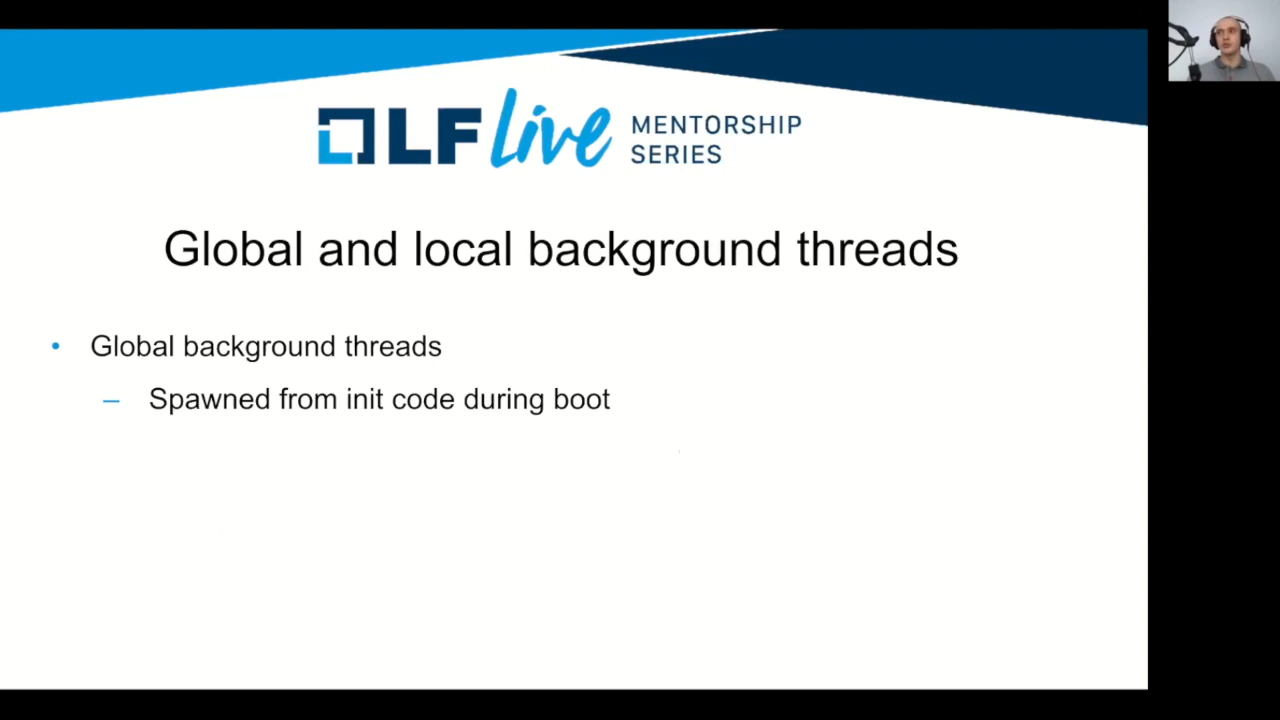 LF Live MENTORSHIP
SERIES
Global and local background threads
• Global background threads
– Spawned from init code during boot